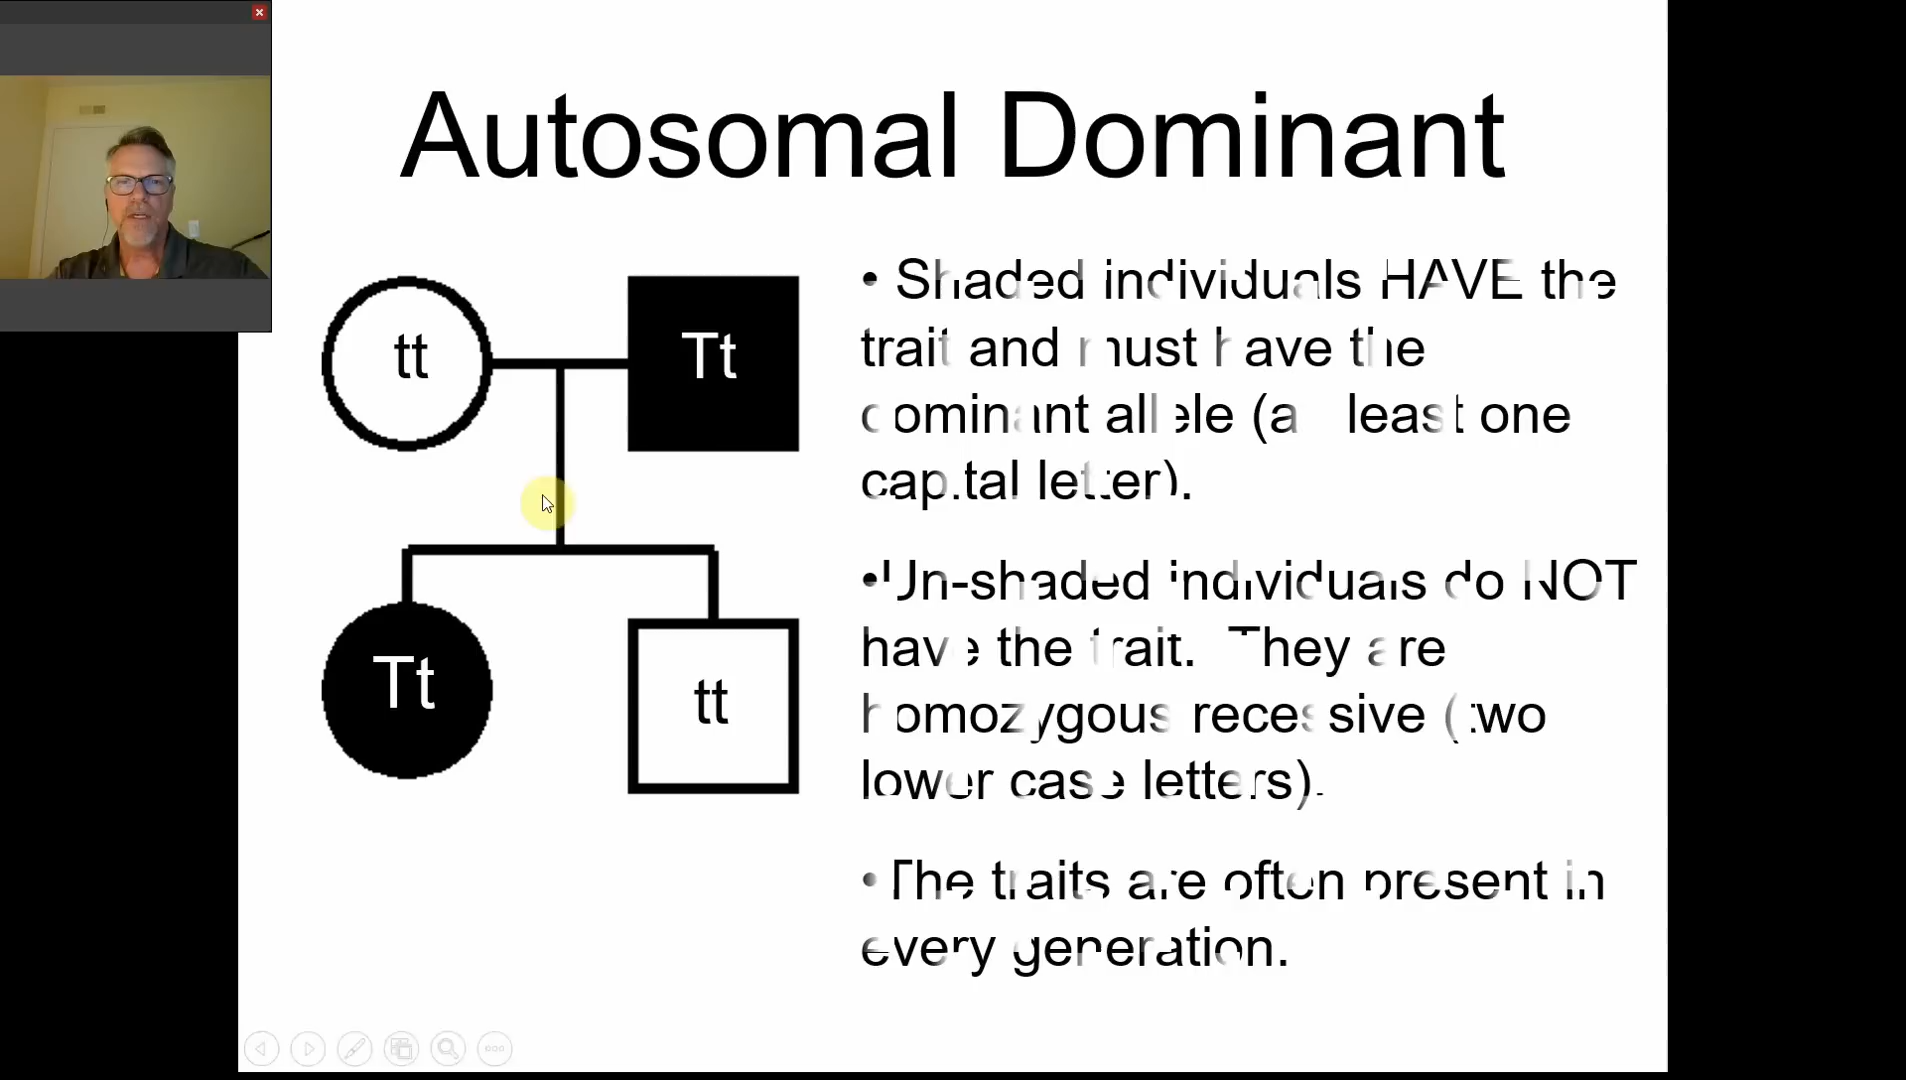 Autosomal Dominant
tt
Tt
Tt
tt
• Shaded individuals HAVE the
trait and must have the
dominant allele (at least one
capital letter).
•Un-shaded individuals do NOT
have the trait. They are
homozygous recessive (two
lower case letters).
• The traits are often present in
every generation.